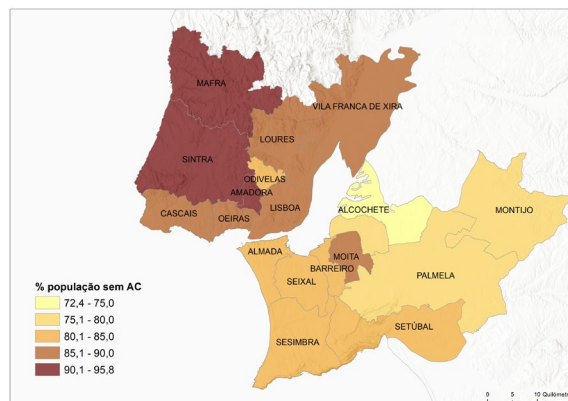 MAFRA
VILA FRANCA DE XIRA
LOURES
SINTRA
ODIVELAS
AMADORA
LISBOA
CASCAIS
OEIRAS
ALCOCHETE
MONTIJO
ALMADA
MOITA
BARREIRO
SEIXAL
PALMELA
SETÚBAL
SESIMBRA
% população sem AC
72,4 - 75,0
75,1 - 80,0
80,1 - 85,0
85,1 - 90,0
90,1 - 95,8
0 5 10 Quilómet